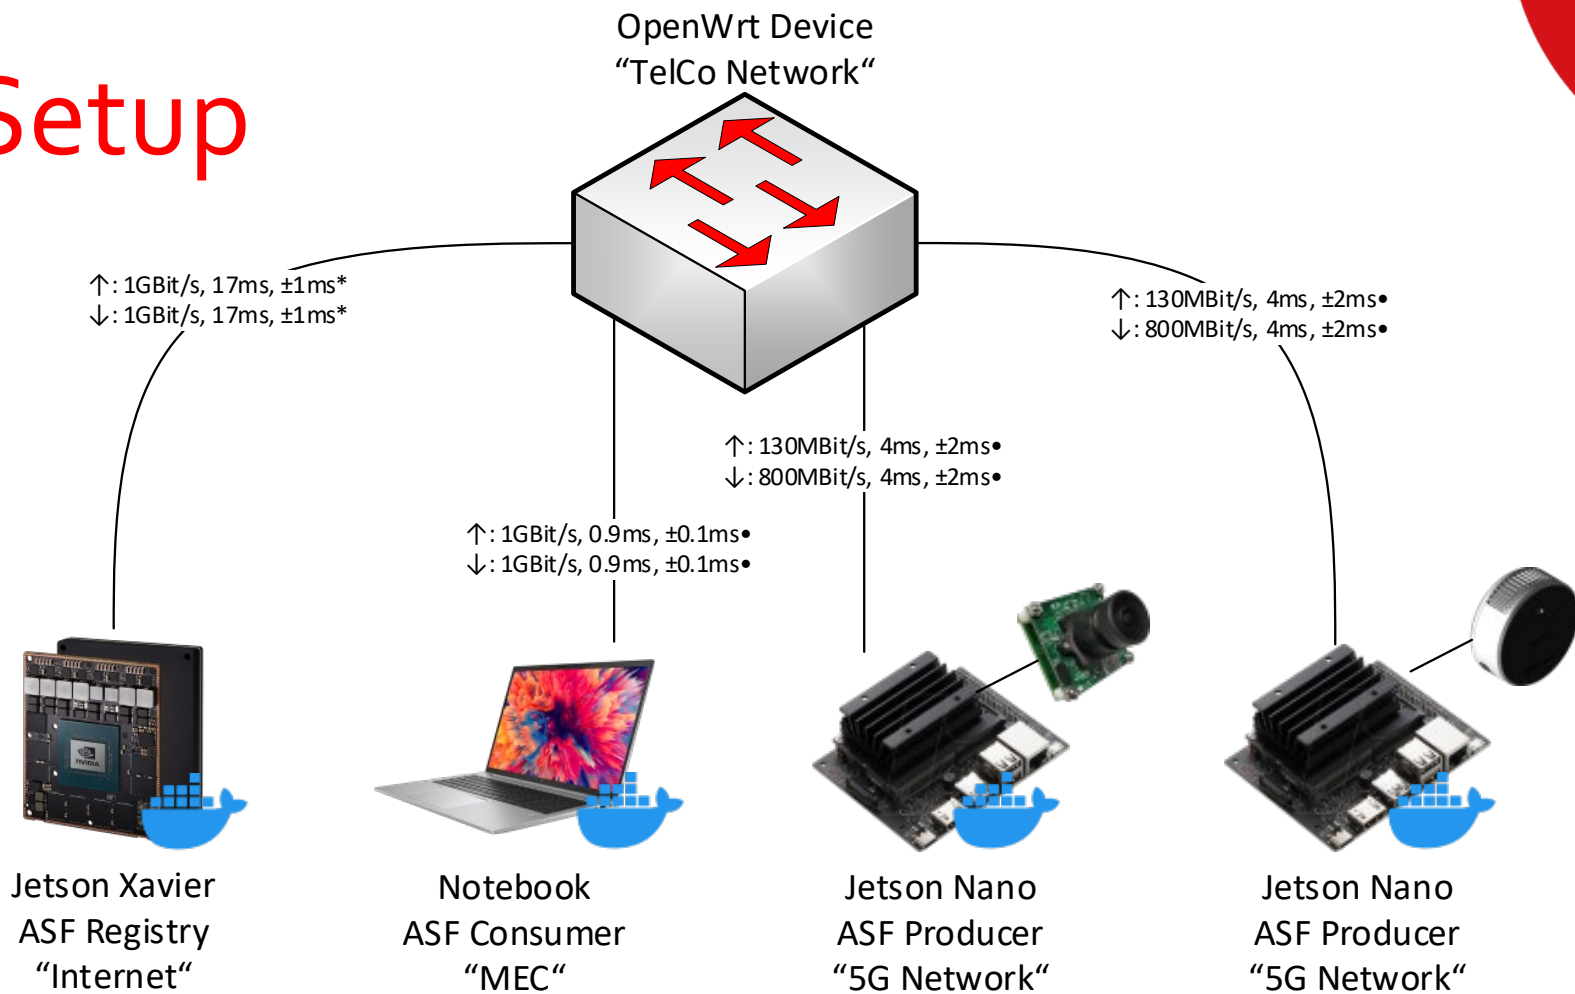 OpenWrt Device
“TelCo Network“
Setup
↑: 1GBit/s, 17ms, ±1ms*
↓: 1GBit/s, 17ms, ±1ms*
↑: 130MBit/s, 4ms, ±2ms•
↓: 800MBit/s, 4ms, ±2ms•
↑: 130MBit/s, 4ms, ±2ms•
↓: 800MBit/s, 4ms, ±2ms•
↑: 1GBit/s, 0.9ms, ±0.1ms•
↓: 1GBit/s, 0.9ms, ±0.1ms•
NVIDIA
Jetson Xavier
ASF Registry
“Internet“
Notebook
ASF Consumer
“MEC“
Jetson Nano
ASF Producer
“5G Network“
Jetson Nano
ASF Producer
“5G Network“